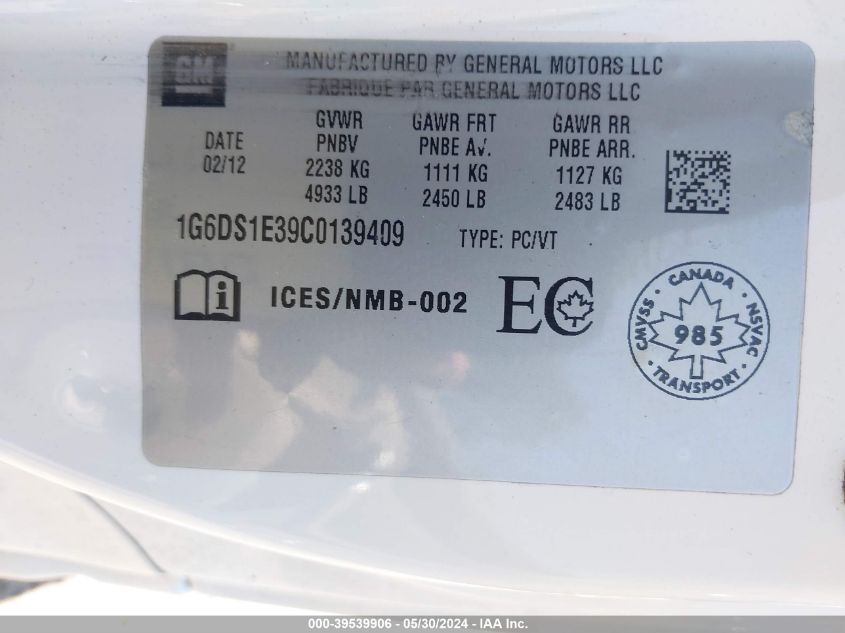 GM
MANUFACTURED BY GENERAL MOTORS LLC
FABRIQUE PAR GENERAL MOTORS LLC
DATE
02/12
GVWR
PNBV
2238 KG
4933 LB
GAWR FRT
PNBE AV.
1111 KG
2450 LB
GAWR RR
PNBE ARR.
1127 KG
2483 LB
1G6DS1E39C0139409 TYPE: PC/VT
i ICES/NMB-002 EC
CMVSS · CANADA · NSVAC · TRANSPORT ·
985
000-39539906 - 05/30/2024 - IAA Inc.